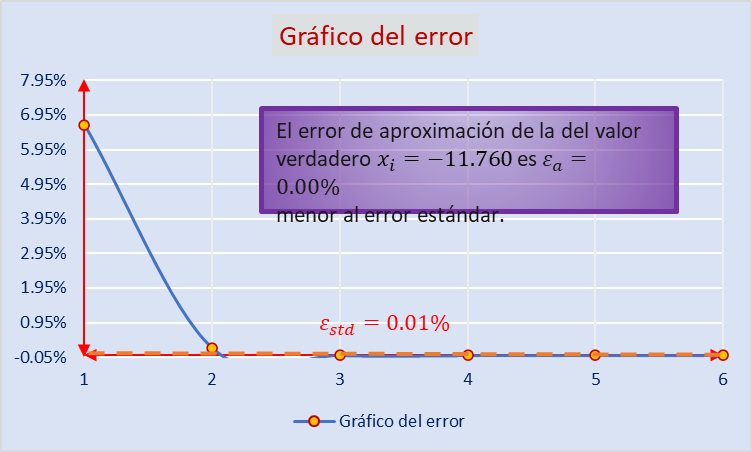 Gráfico del error
7.95%
6.95%
5.95%
4.95%
3.95%
2.95%
1.95%
0.95%
-0.05%
El error de aproximación de la del valor
verdadero 𝑥ᵢ = −11.760 es 𝜀ₐ =
0.00%
menor al error estándar.
𝜀ₛₜd = 0.01%
1 2 3 4 5 6
Gráfico del error